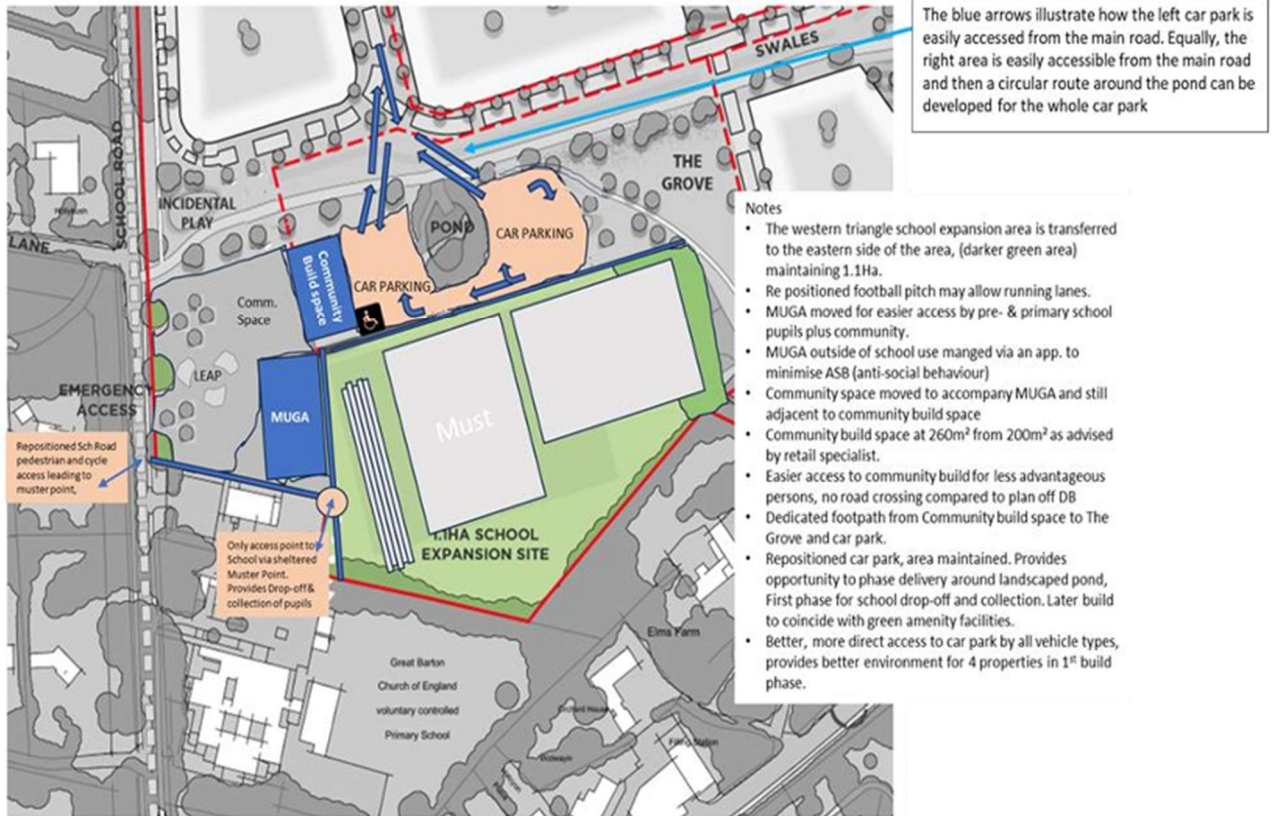 The blue arrows illustrate how the left car park is
easily accessed from the main road. Equally, the
right area is easily accessible from the main road
and then a circular route around the pond can be
developed for the whole car park
SWALES
SCHOOL ROAD
THE
GROVE
INCIDENTAL
PLAY
LANE
POND
CAR PARKING
CAR PARKING
Community
Build space
Comm.
Space
LEAP
EMERGENCY
ACCESS
MUGA
Must
Repositioned Sch Road
pedestrian and cycle
access leading to
muster point,
Only access point to
School via sheltered
Muster Point.
Provides Drop-off &
collection of pupils
1.1HA SCHOOL
EXPANSION SITE
Elms Farm
Great Barton
Church of England
voluntary controlled
Primary School
Orchard House
Filling Station
Notes
• The western triangle school expansion area is transferred
to the eastern side of the area, (darker green area)
maintaining 1.1Ha.
• Re positioned football pitch may allow running lanes.
• MUGA moved for easier access by pre- & primary school
pupils plus community.
• MUGA outside of school use manged via an app. to
minimise ASB (anti-social behaviour)
• Community space moved to accompany MUGA and still
adjacent to community build space
• Community build space at 260m² from 200m² as advised
by retail specialist.
• Easier access to community build for less advantageous
persons, no road crossing compared to plan off DB
• Dedicated footpath from Community build space to The
Grove and car park.
• Repositioned car park, area maintained. Provides
opportunity to phase delivery around landscaped pond,
First phase for school drop-off and collection. Later build
to coincide with green amenity facilities.
• Better, more direct access to car park by all vehicle types,
provides better environment for 4 properties in 1st build
phase.